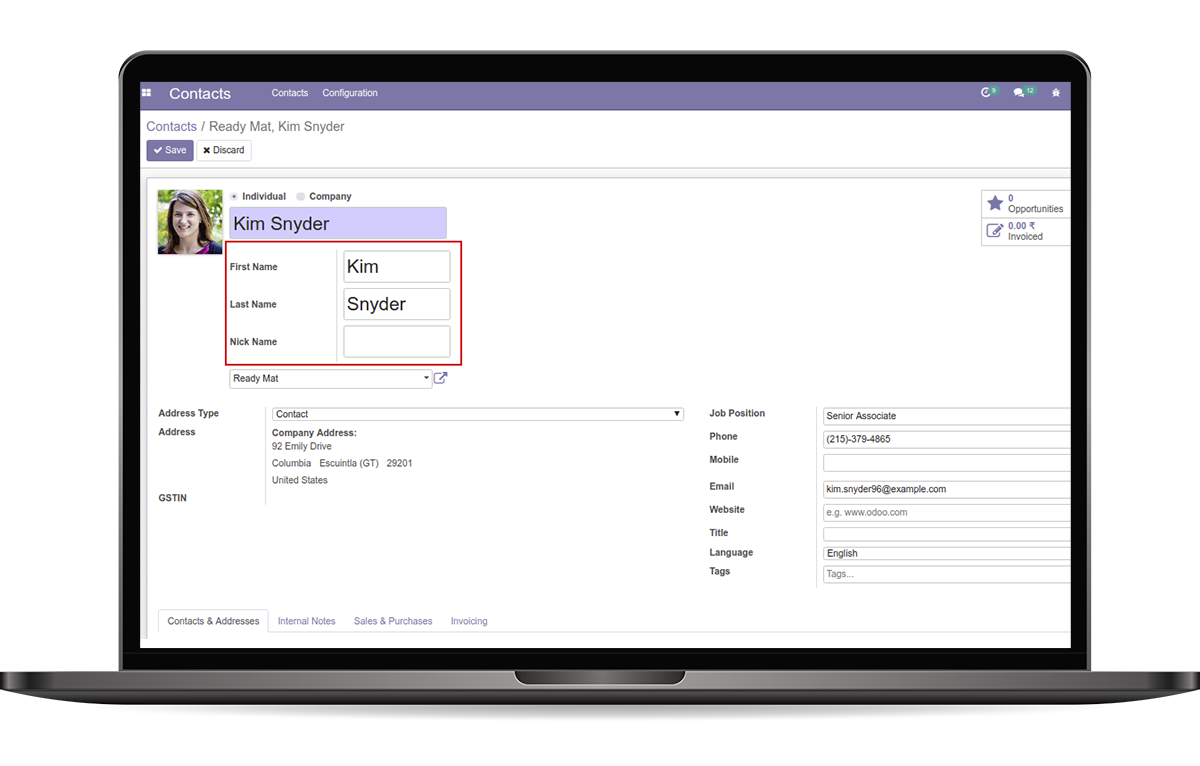 Contacts Contacts Configuration 9 12
Contacts / Ready Mat, Kim Snyder
Save Discard
Individual Company
Kim Snyder
0
Opportunities
0.00 ₹
Invoiced
First Name Kim
Last Name Snyder
Nick Name
Ready Mat
Address Type Contact
Address Company Address:
92 Emily Drive
Columbia Escuintla (GT) 29201
United States
GSTIN
Job Position Senior Associate
Phone (215)-379-4865
Mobile
Email kim.snyder96@example.com
Website e.g. www.odoo.com
Title
Language English
Tags Tags...
Contacts & Addresses Internal Notes Sales & Purchases Invoicing